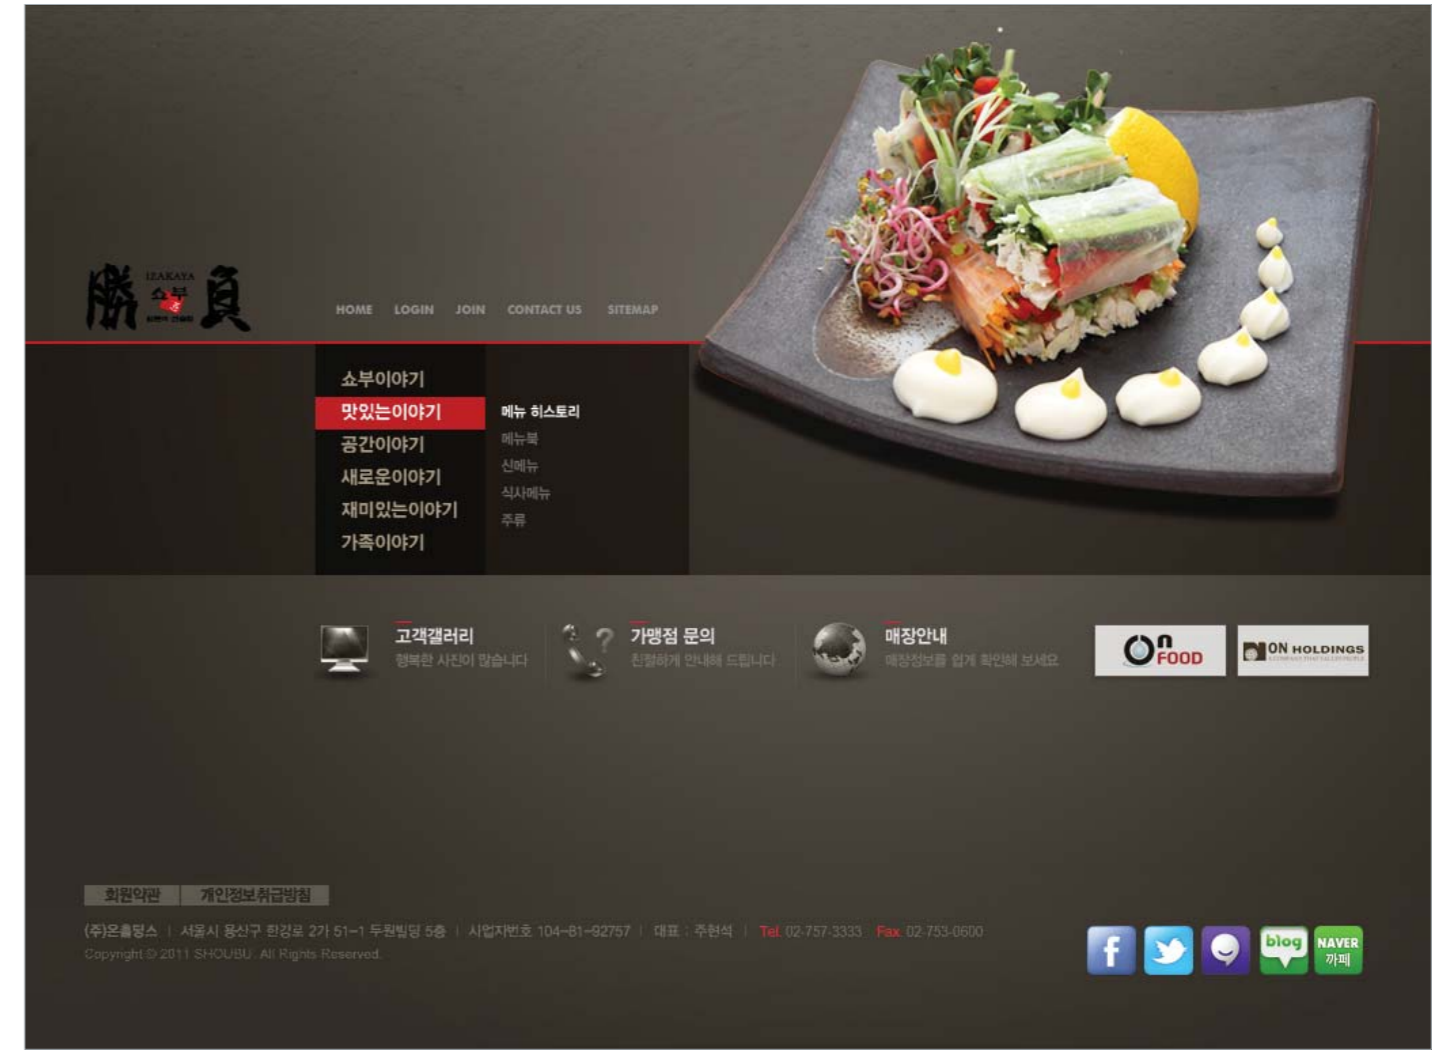 勝 負
IZAKAYA
쇼부
HOME LOGIN JOIN CONTACT US SITEMAP
쇼부이야기
맛있는이야기
공간이야기
새로운이야기
재미있는이야기
가족이야기
메뉴 히스토리
메뉴북
신메뉴
식사메뉴
주류
고객갤러리
행복한 사진이 많습니다
가맹점 문의
친절하게 안내해 드립니다
매장안내
매장정보를 쉽게 확인해 보세요
On FOOD
ON HOLDINGS
회원약관 개인정보취급방침
(주)온홀딩스 | 서울시 용산구 한강로 2가 51-1 두원빌딩 5층 | 사업자번호 104-81-92757 | 대표 : 주현석 | Tel. 02-757-3333 Fax. 02-753-0600
Copyright © 2011 SHOUBU. All Rights Reserved.
f
blog
NAVER
까페